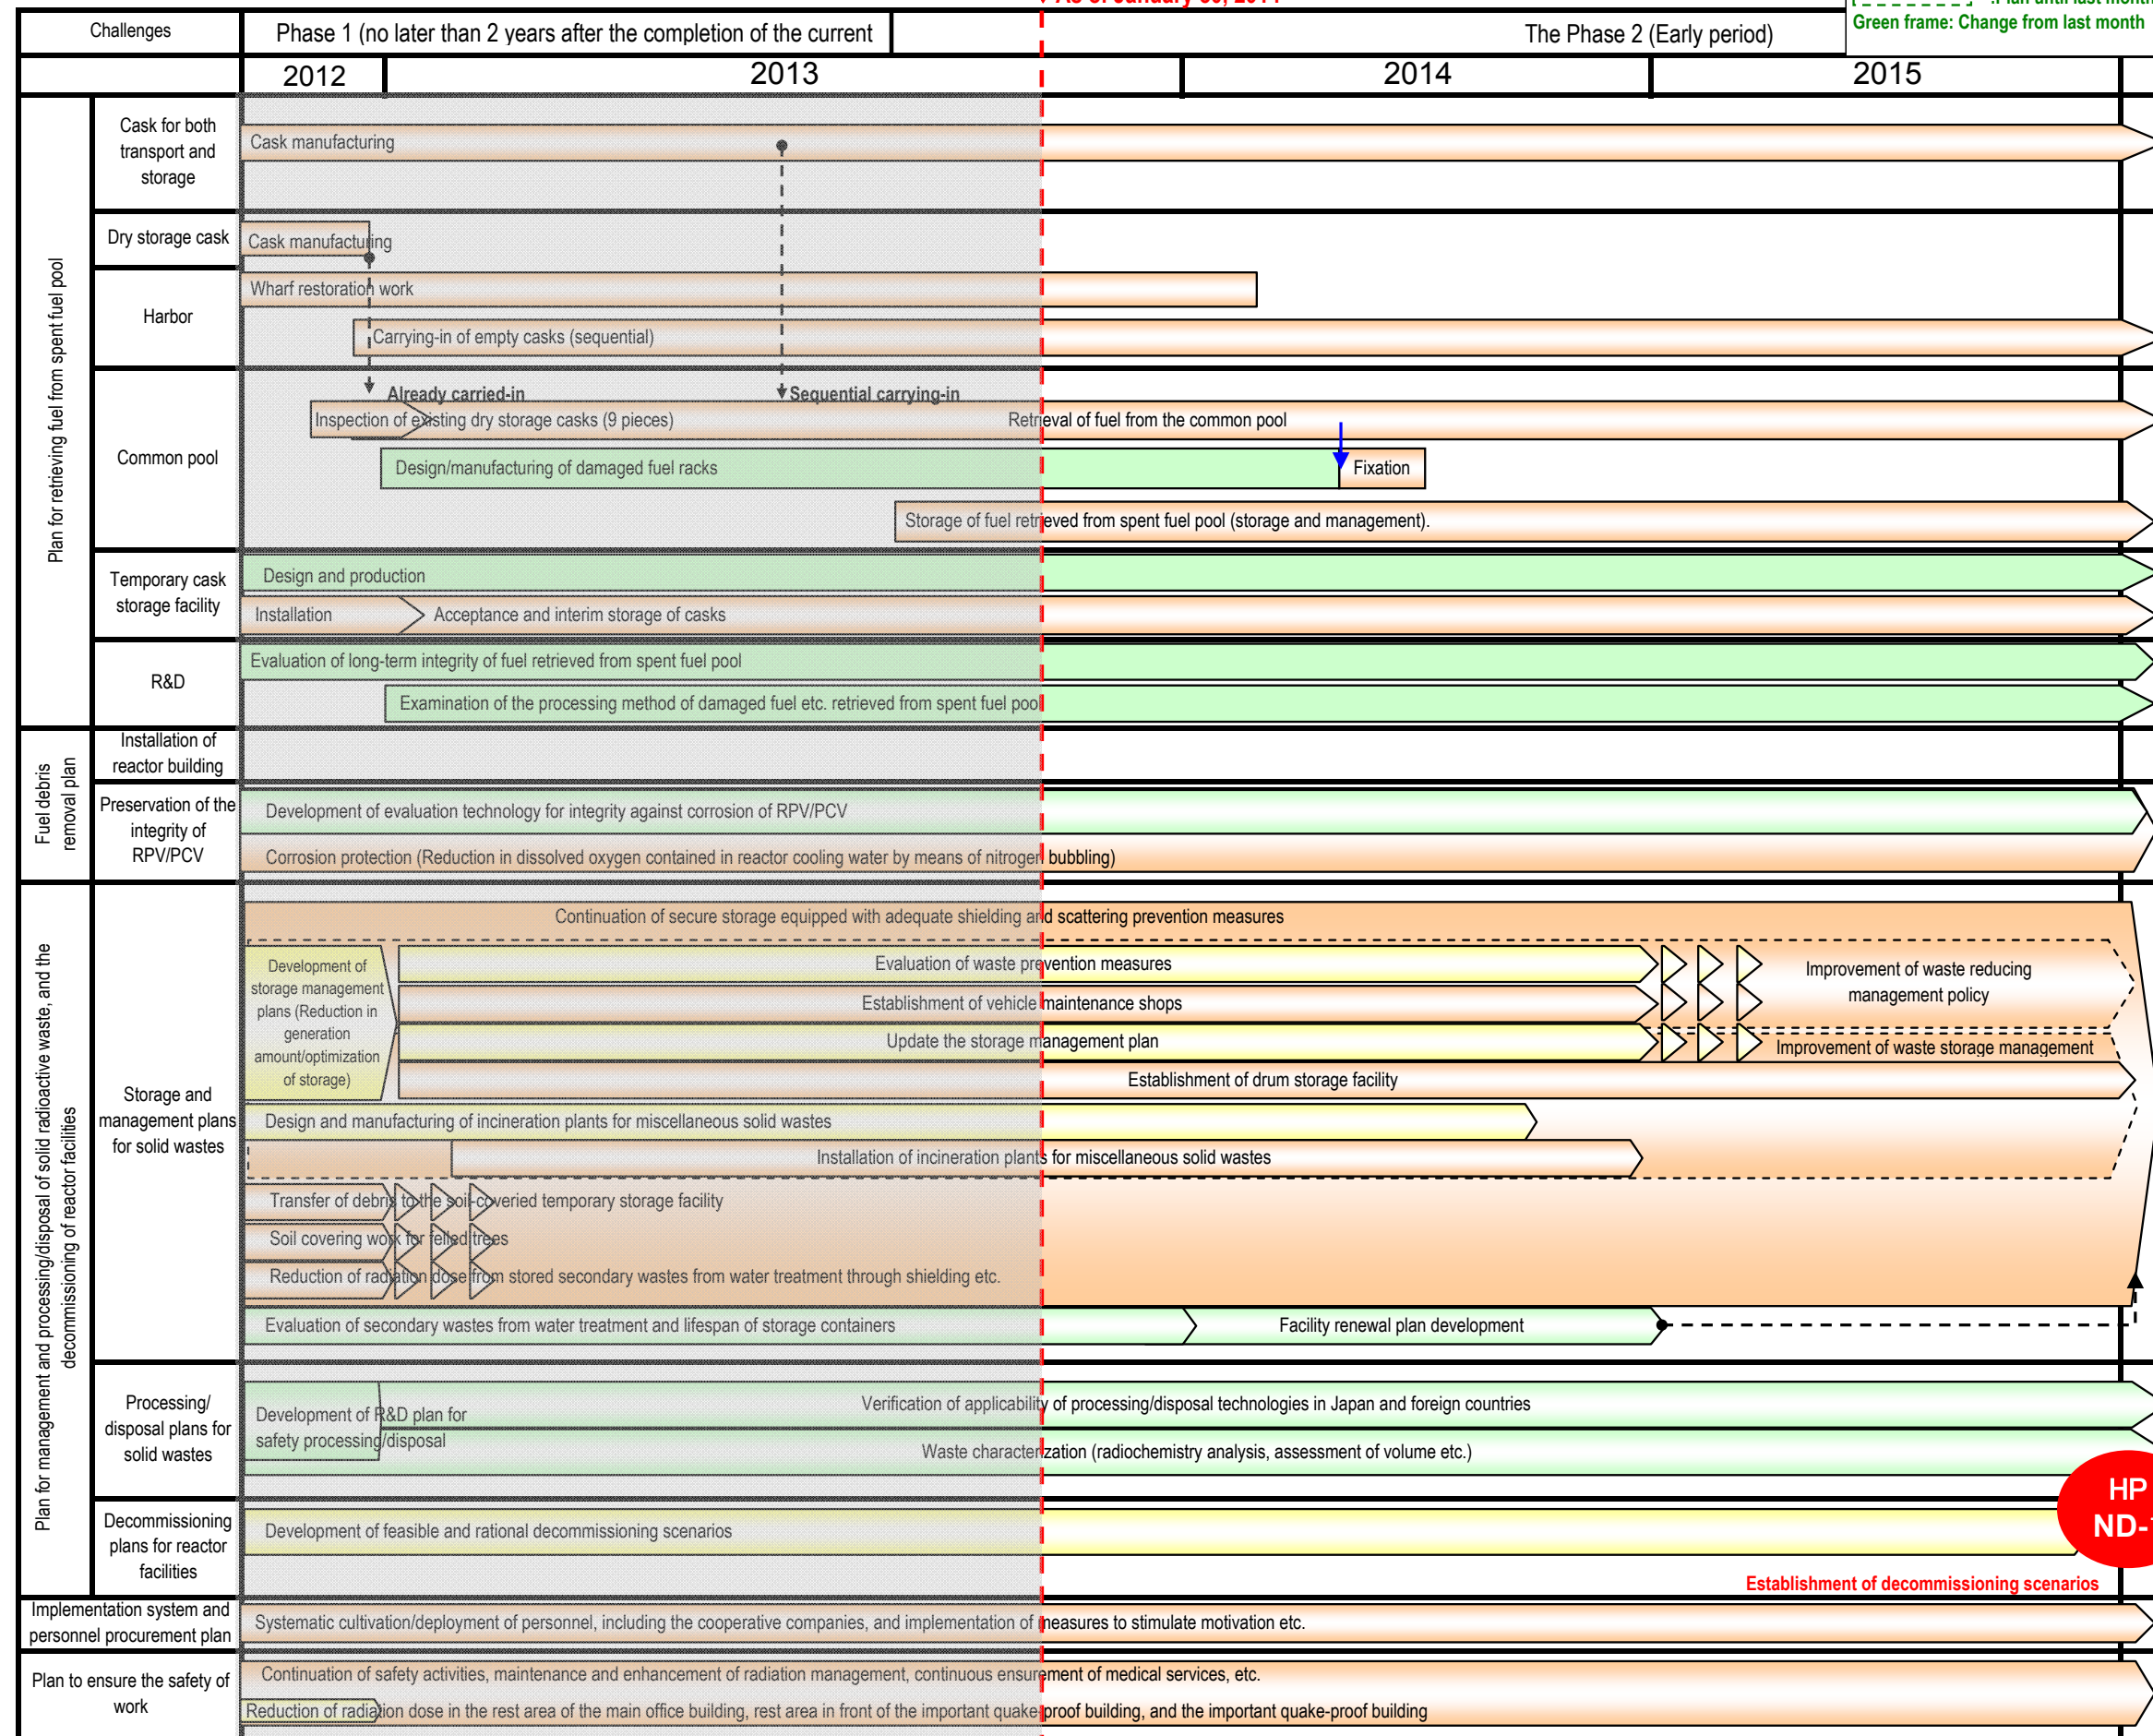 As of January 30, 2014
:Plan until last month
Green frame: Change from last month
Challenges
Phase 1 (no later than 2 years after the completion of the current
The Phase 2 (Early period)
2012
2013
2014
2015
Plan for retrieving fuel from spent fuel pool
Cask for both
transport and
storage
Cask manufacturing
Dry storage cask
Cask manufacturing
Harbor
Wharf restoration work
Carrying-in of empty casks (sequential)
Common pool
Already carried-in
Sequential carrying-in
Inspection of existing dry storage casks (9 pieces)
Retrieval of fuel from the common pool
Design/manufacturing of damaged fuel racks
Fixation
Storage of fuel retrieved from spent fuel pool (storage and management).
Temporary cask
storage facility
Design and production
Installation
Acceptance and interim storage of casks
R&D
Evaluation of long-term integrity of fuel retrieved from spent fuel pool
Examination of the processing method of damaged fuel etc. retrieved from spent fuel pool
Fuel debris
removal plan
Installation of
reactor building
Preservation of the
integrity of
RPV/PCV
Development of evaluation technology for integrity against corrosion of RPV/PCV
Corrosion protection (Reduction in dissolved oxygen contained in reactor cooling water by means of nitrogen bubbling)
Plan for management and processing/disposal of solid radioactive waste, and the
decommissioning of reactor facilities
Storage and
management plans
for solid wastes
Continuation of secure storage equipped with adequate shielding and scattering prevention measures
Development of
storage management
plans (Reduction in
generation
amount/optimization
of storage)
Evaluation of waste prevention measures
Establishment of vehicle maintenance shops
Improvement of waste reducing
management policy
Update the storage management plan
Improvement of waste storage management
Establishment of drum storage facility
Design and manufacturing of incineration plants for miscellaneous solid wastes
Installation of incineration plants for miscellaneous solid wastes
Transfer of debris to the soil-coveried temporary storage facility
Soil covering work for felled trees
Reduction of radiation dose from stored secondary wastes from water treatment through shielding etc.
Evaluation of secondary wastes from water treatment and lifespan of storage containers
Facility renewal plan development
Processing/
disposal plans for
solid wastes
Development of R&D plan for
safety processing/disposal
Verification of applicability of processing/disposal technologies in Japan and foreign countries
Waste characterization (radiochemistry analysis, assessment of volume etc.)
HP
ND-
Decommissioning
plans for reactor
facilities
Development of feasible and rational decommissioning scenarios
Establishment of decommissioning scenarios
Implementation system and
personnel procurement plan
Systematic cultivation/deployment of personnel, including the cooperative companies, and implementation of measures to stimulate motivation etc.
Plan to ensure the safety of
work
Continuation of safety activities, maintenance and enhancement of radiation management, continuous ensurement of medical services, etc.
Reduction of radiation dose in the rest area of the main office building, rest area in front of the important quake-proof building, and the important quake-proof building